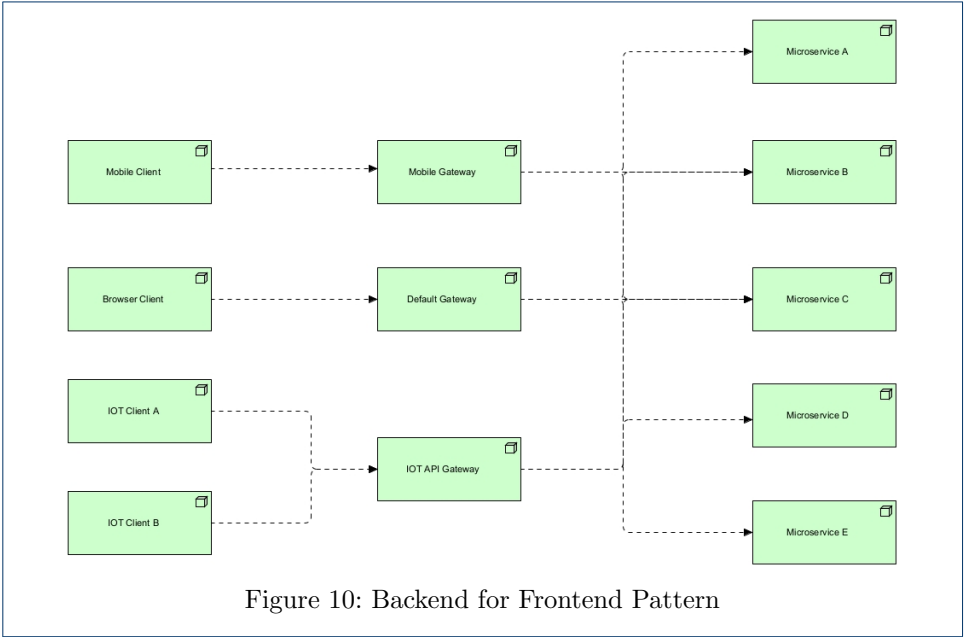 Microservice A
Mobile Client
Mobile Gateway
Microservice B
Browser Client
Default Gateway
Microservice C
IOT Client A
Microservice D
IOT API Gateway
IOT Client B
Microservice E
Figure 10: Backend for Frontend Pattern